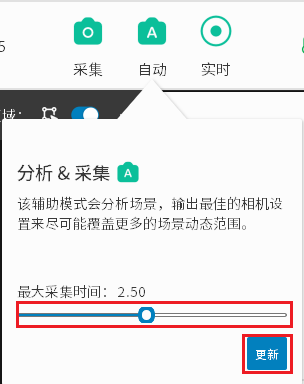 5
采集 自动 实时
域：
分析 & 采集
该辅助模式会分析场景，输出最佳的相机设
置来尽可能覆盖更多的场景动态范围。
最大采集时间： 2.50
更新